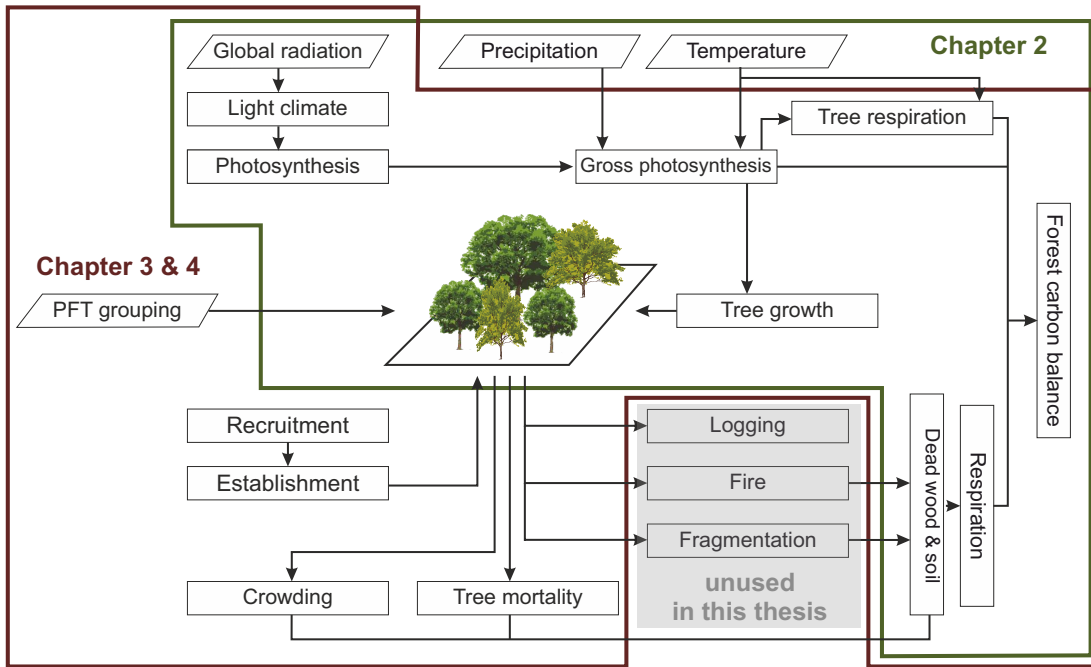 Global radiation
Precipitation
Temperature
Chapter 2
Light climate
Tree respiration
Photosynthesis
Gross photosynthesis
Forest carbon balance
Chapter 3 & 4
PFT grouping
Tree growth
Recruitment
Establishment
Logging
Fire
Fragmentation
unused
in this thesis
Dead wood & soil
Respiration
Crowding
Tree mortality